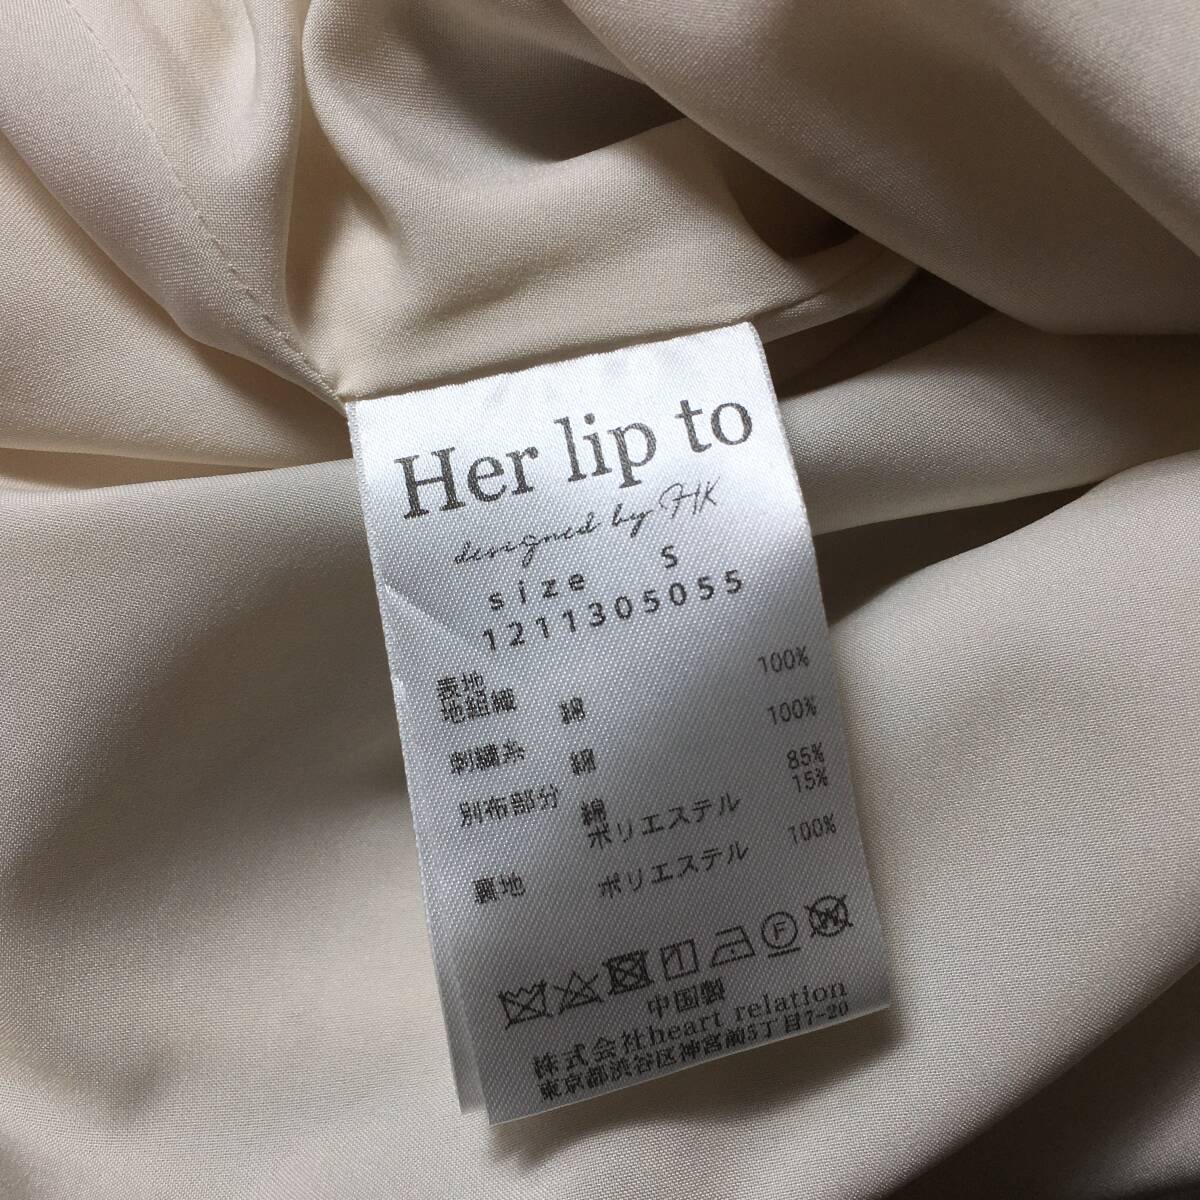 Her lip to
designed by HK
size S
1211305055
表地
地組織 綿 100%
刺繍糸 綿 100%
別布部分 綿 85%
ポリエステル 15%
裏地 ポリエステル 100%
F W
中国製
株式会社heart relation
東京都渋谷区神宮前5丁目7-20